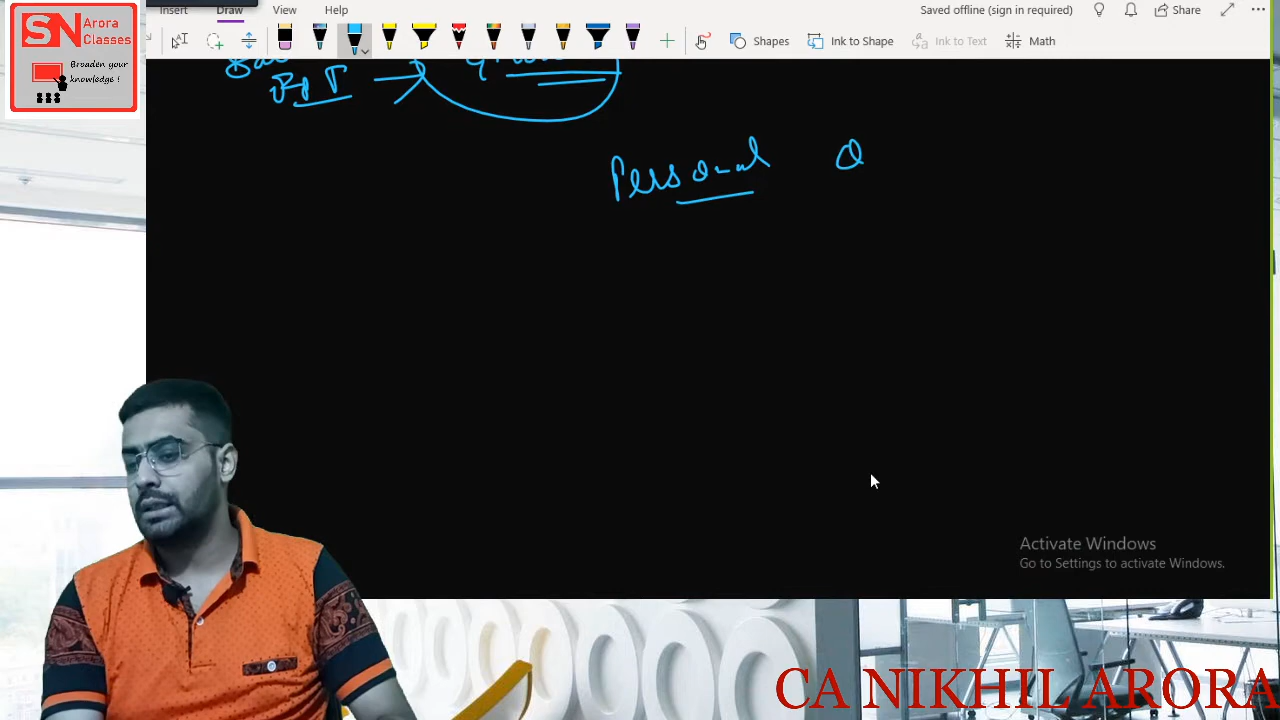 Insert Draw View Help Saved offline (sign in required) Share
SN Arora Classes
Broaden your knowledge !
Shapes Ink to Shape Ink to Text Math
Personal
Activate Windows
Go to Settings to activate Windows.
CA NIKHIL ARORA